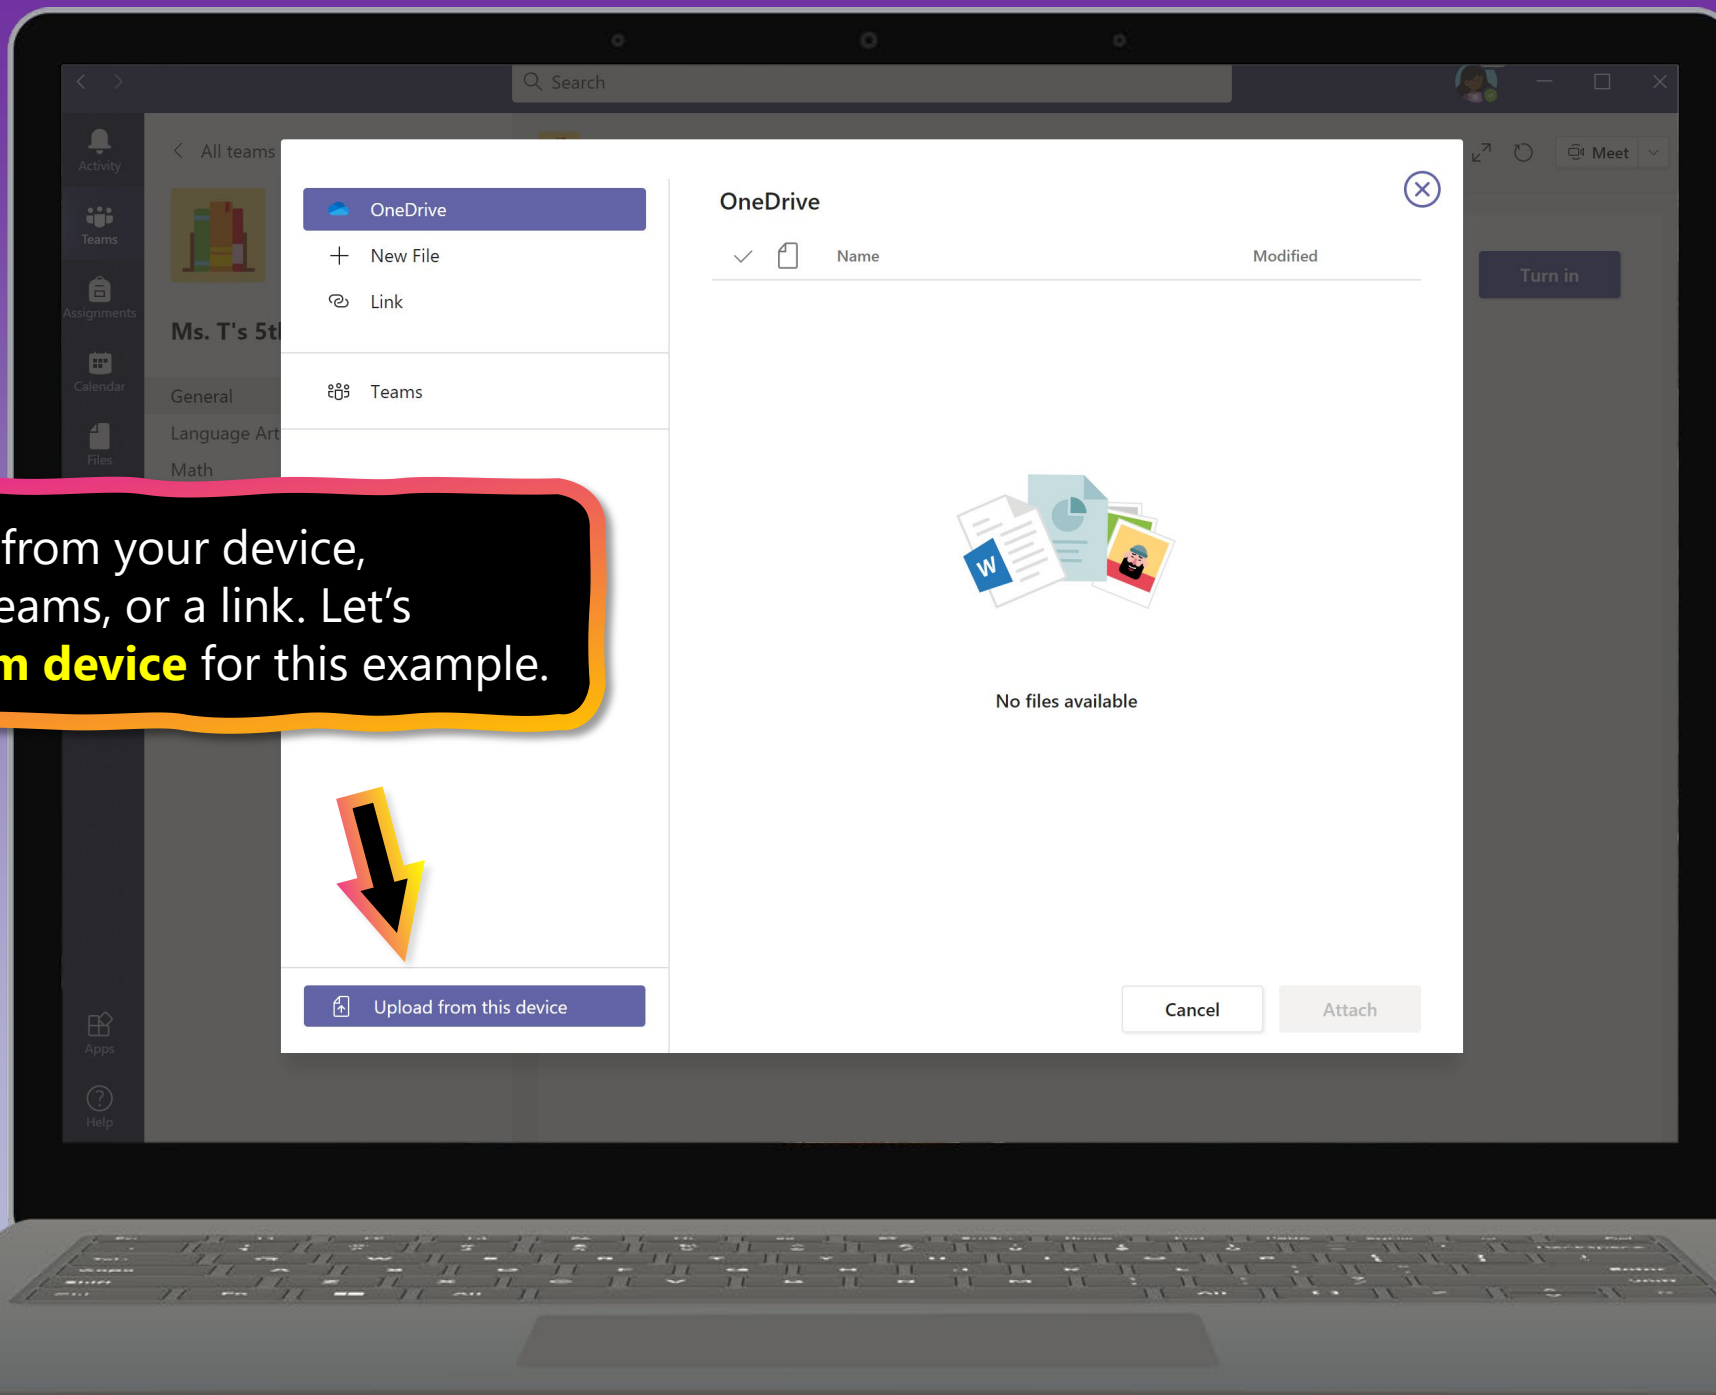 Search
Activity
All teams
Meet
Teams
OneDrive
OneDrive
New File
Name
Modified
Turn in
Link
Assignments
Ms. T's 5t
Calendar
Teams
General
Language Art
Files
Math
from your device,
eams, or a link. Let's
m device for this example.
W
No files available
Upload from this device
Cancel
Attach
Apps
Help